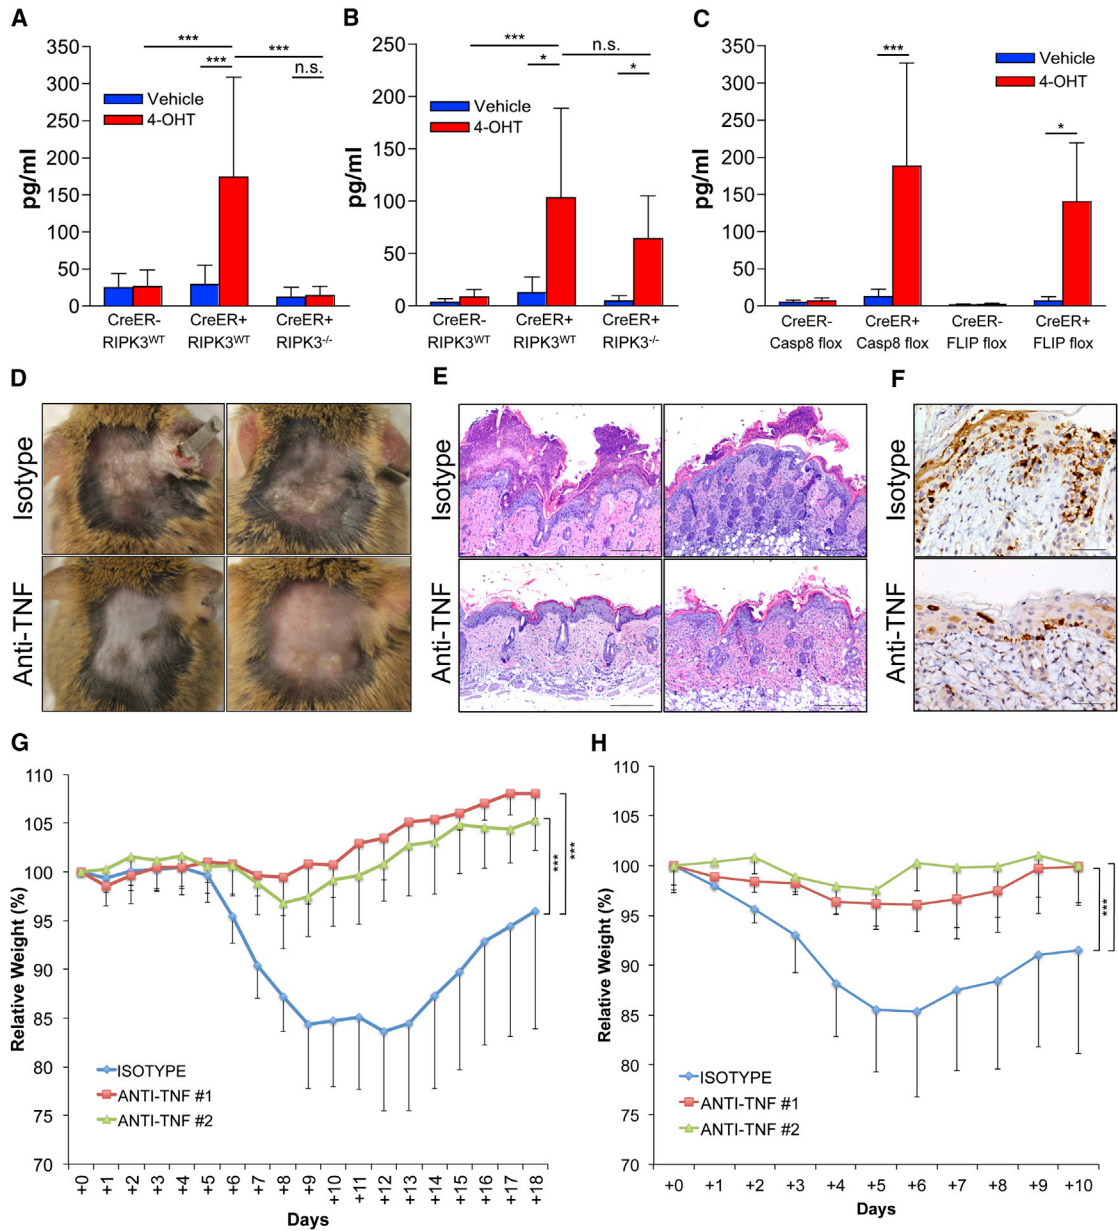 A
350
300
250
200
150
100
50
0
pg/ml
Vehicle
4-OHT
***
***
***
n.s.
CreER-
RIPK3WT
CreER+
RIPK3WT
CreER+
RIPK3-/-
B
250
200
150
100
50
0
pg/ml
Vehicle
4-OHT
***
n.s.
*
*
CreER-
RIPK3WT
CreER+
RIPK3WT
CreER+
RIPK3-/-
C
350
300
250
200
150
100
50
0
pg/ml
Vehicle
4-OHT
***
*
CreER-
Casp8 flox
CreER+
Casp8 flox
CreER-
FLIP flox
CreER+
FLIP flox
D
Isotype
Anti-TNF
E
Isotype
Anti-TNF
F
Isotype
Anti-TNF
G
110
105
100
95
90
85
80
75
70
Relative Weight (%)
ISOTYPE
ANTI-TNF #1
ANTI-TNF #2
***
***
+0
+1
+2
+3
+4
+5
+6
+7
+8
+9
+10
+11
+12
+13
+14
+15
+16
+17
+18
Days
H
110
105
100
95
90
85
80
75
70
Relative Weight (%)
ISOTYPE
ANTI-TNF #1
ANTI-TNF #2
***
+0
+1
+2
+3
+4
+5
+6
+7
+8
+9
+10
Days